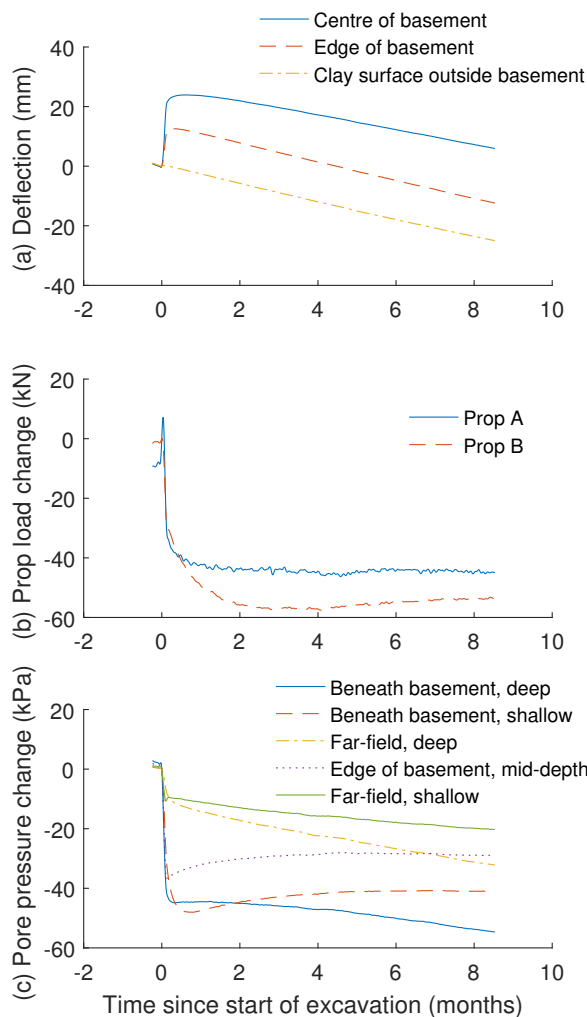 Centre of basement
Edge of basement
Clay surface outside basement
(a) Deflection (mm)
40
20
0
-20
-40
-2 0 2 4 6 8 10
(b) Prop load change (kN)
20
0
-20
-40
-60
Prop A
Prop B
-2 0 2 4 6 8 10
(c) Pore pressure change (kPa)
Beneath basement, deep
Beneath basement, shallow
Far-field, deep
Edge of basement, mid-depth
Far-field, shallow
20
0
-20
-40
-60
-2 0 2 4 6 8 10
Time since start of excavation (months)